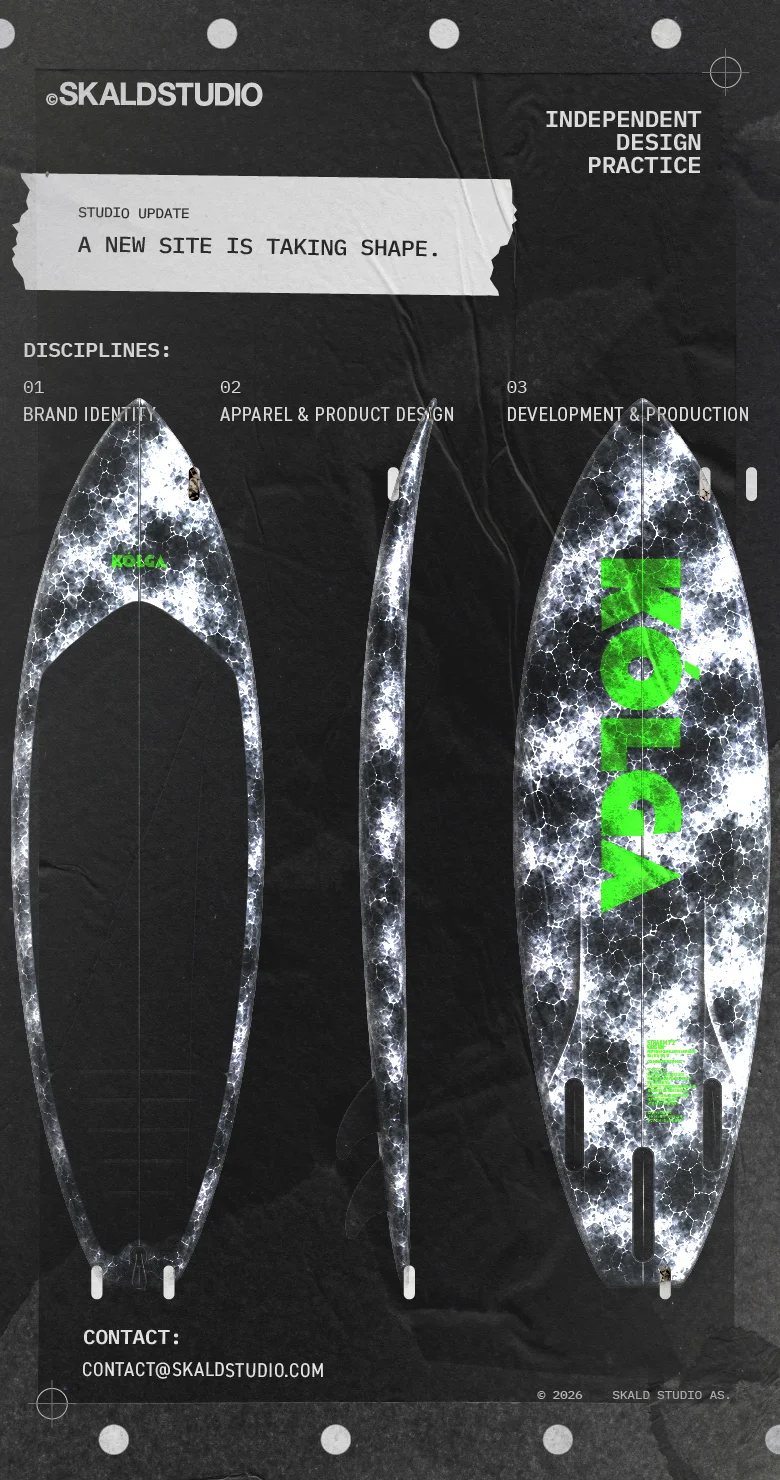 ©SKALDSTUDIO
INDEPENDENT
DESIGN
PRACTICE
STUDIO UPDATE
A NEW SITE IS TAKING SHAPE.
DISCIPLINES:
01
BRAND IDENTITY
02
APPAREL & PRODUCT DESIGN
03
DEVELOPMENT & PRODUCTION
KÓLGA
KÓLGA
CONTACT:
CONTACT@SKALDSTUDIO.COM
© 2026 SKALD STUDIO AS.